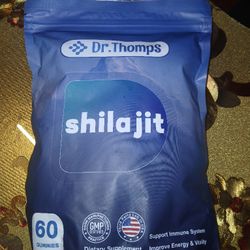 Dr.Thomps
shilajit
60
GUMMIES
GMP
Support Immune System
Improve Energy & Vitality
Dietary Supplement